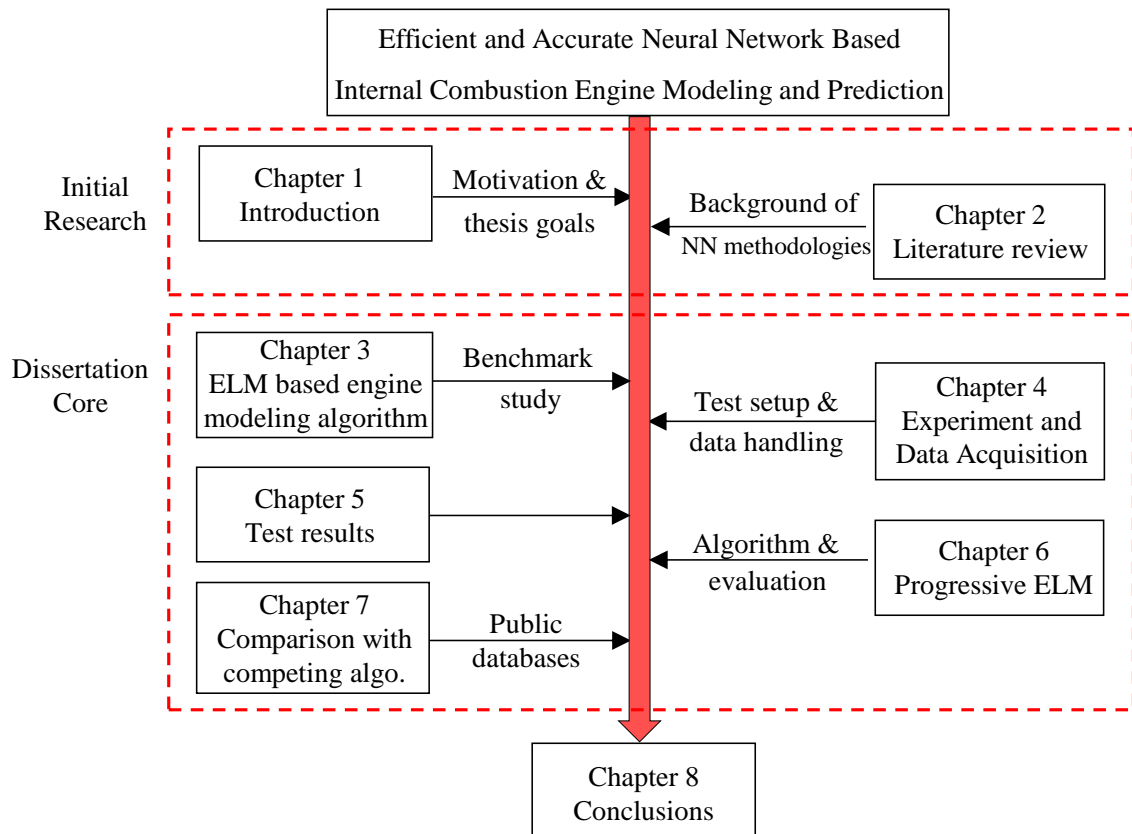 Efficient and Accurate Neural Network Based
Internal Combustion Engine Modeling and Prediction
Initial
Research
Chapter 1
Introduction
Motivation &
thesis goals
Background of
NN methodologies
Chapter 2
Literature review
Dissertation
Core
Chapter 3
ELM based engine
modeling algorithm
Benchmark
study
Test setup &
data handling
Chapter 4
Experiment and
Data Acquisition
Chapter 5
Test results
Algorithm &
evaluation
Chapter 6
Progressive ELM
Chapter 7
Comparison with
competing algo.
Public
databases
Chapter 8
Conclusions